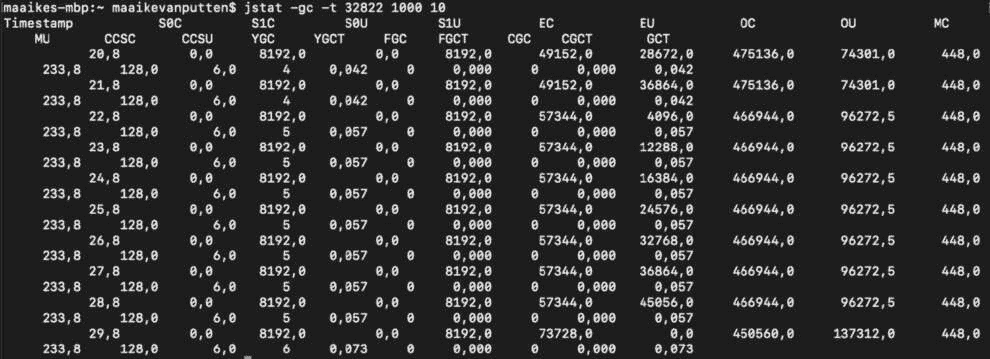 maaikes-mbp:~ maaikevanputten$ jstat -gc -t 32822 1000 10
Timestamp S0C S1C S0U S1U EC EU OC OU MC
MU CCSC CCSU YGC YGCT FGC FGCT CGC CGCT GCT
20,8 0,0 8192,0 0,0 8192,0 49152,0 28672,0 475136,0 74301,0 448,0
233,8 128,0 6,0 4 0,042 0 0,000 0 0,000 0,042
21,8 0,0 8192,0 0,0 8192,0 49152,0 36864,0 475136,0 74301,0 448,0
233,8 128,0 6,0 4 0,042 0 0,000 0 0,000 0,042
22,8 0,0 8192,0 0,0 8192,0 57344,0 4096,0 466944,0 96272,5 448,0
233,8 128,0 6,0 5 0,057 0 0,000 0 0,000 0,057
23,8 0,0 8192,0 0,0 8192,0 57344,0 12288,0 466944,0 96272,5 448,0
233,8 128,0 6,0 5 0,057 0 0,000 0 0,000 0,057
24,8 0,0 8192,0 0,0 8192,0 57344,0 16384,0 466944,0 96272,5 448,0
233,8 128,0 6,0 5 0,057 0 0,000 0 0,000 0,057
25,8 0,0 8192,0 0,0 8192,0 57344,0 24576,0 466944,0 96272,5 448,0
233,8 128,0 6,0 5 0,057 0 0,000 0 0,000 0,057
26,8 0,0 8192,0 0,0 8192,0 57344,0 32768,0 466944,0 96272,5 448,0
233,8 128,0 6,0 5 0,057 0 0,000 0 0,000 0,057
27,8 0,0 8192,0 0,0 8192,0 57344,0 36864,0 466944,0 96272,5 448,0
233,8 128,0 6,0 5 0,057 0 0,000 0 0,000 0,057
28,8 0,0 8192,0 0,0 8192,0 57344,0 45056,0 466944,0 96272,5 448,0
233,8 128,0 6,0 5 0,057 0 0,000 0 0,000 0,057
29,8 0,0 8192,0 0,0 8192,0 73728,0 0,0 450560,0 137312,0 448,0
233,8 128,0 6,0 6 0,073 0 0,000 0 0,000 0,073